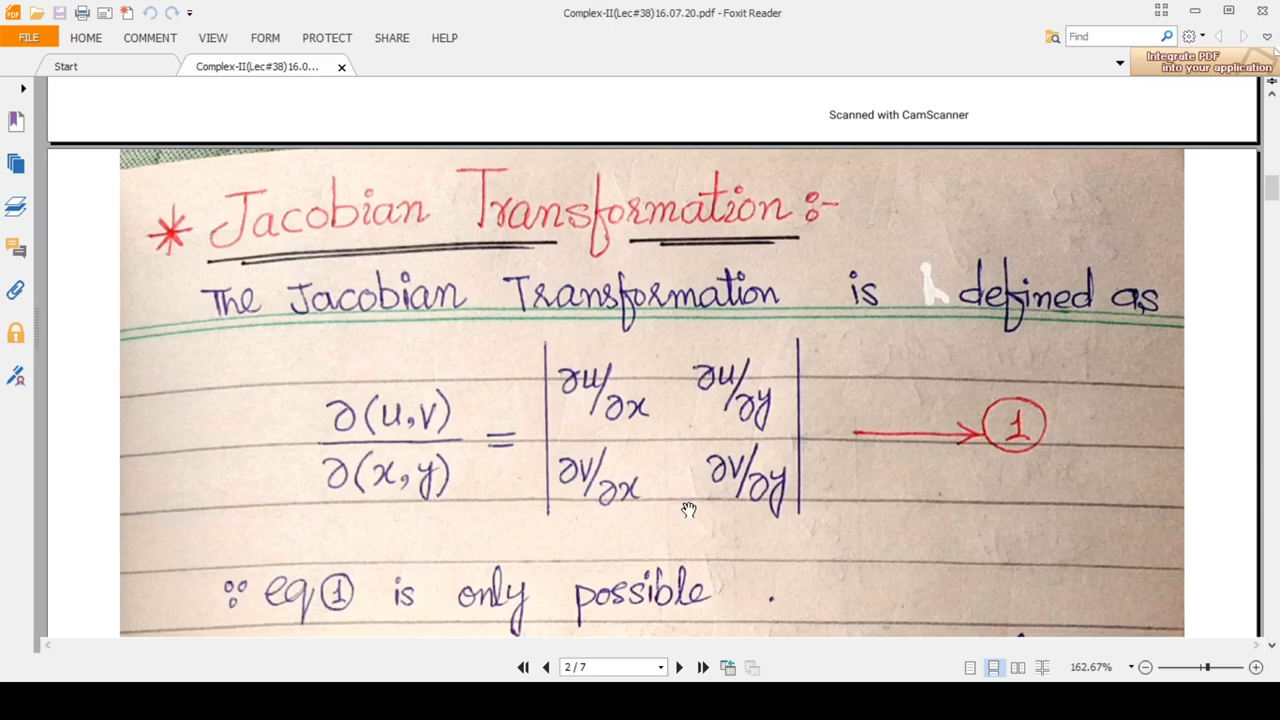 Complex-II(Lec#38)16.07.20.pdf - Foxit Reader
FILE HOME COMMENT VIEW FORM PROTECT SHARE HELP
Find
Start Complex-II(Lec#38)16.0...
Integrate PDF
into your application
Scanned with CamScanner
* Jacobian Transformation :-
The Jacobian Transformation is defined as,
∂(u,v)/∂(x,y) = | ∂u/∂x ∂u/∂y | → ①
| ∂v/∂x ∂v/∂y |
∵ eq① is only possible .
2 / 7
162.67%